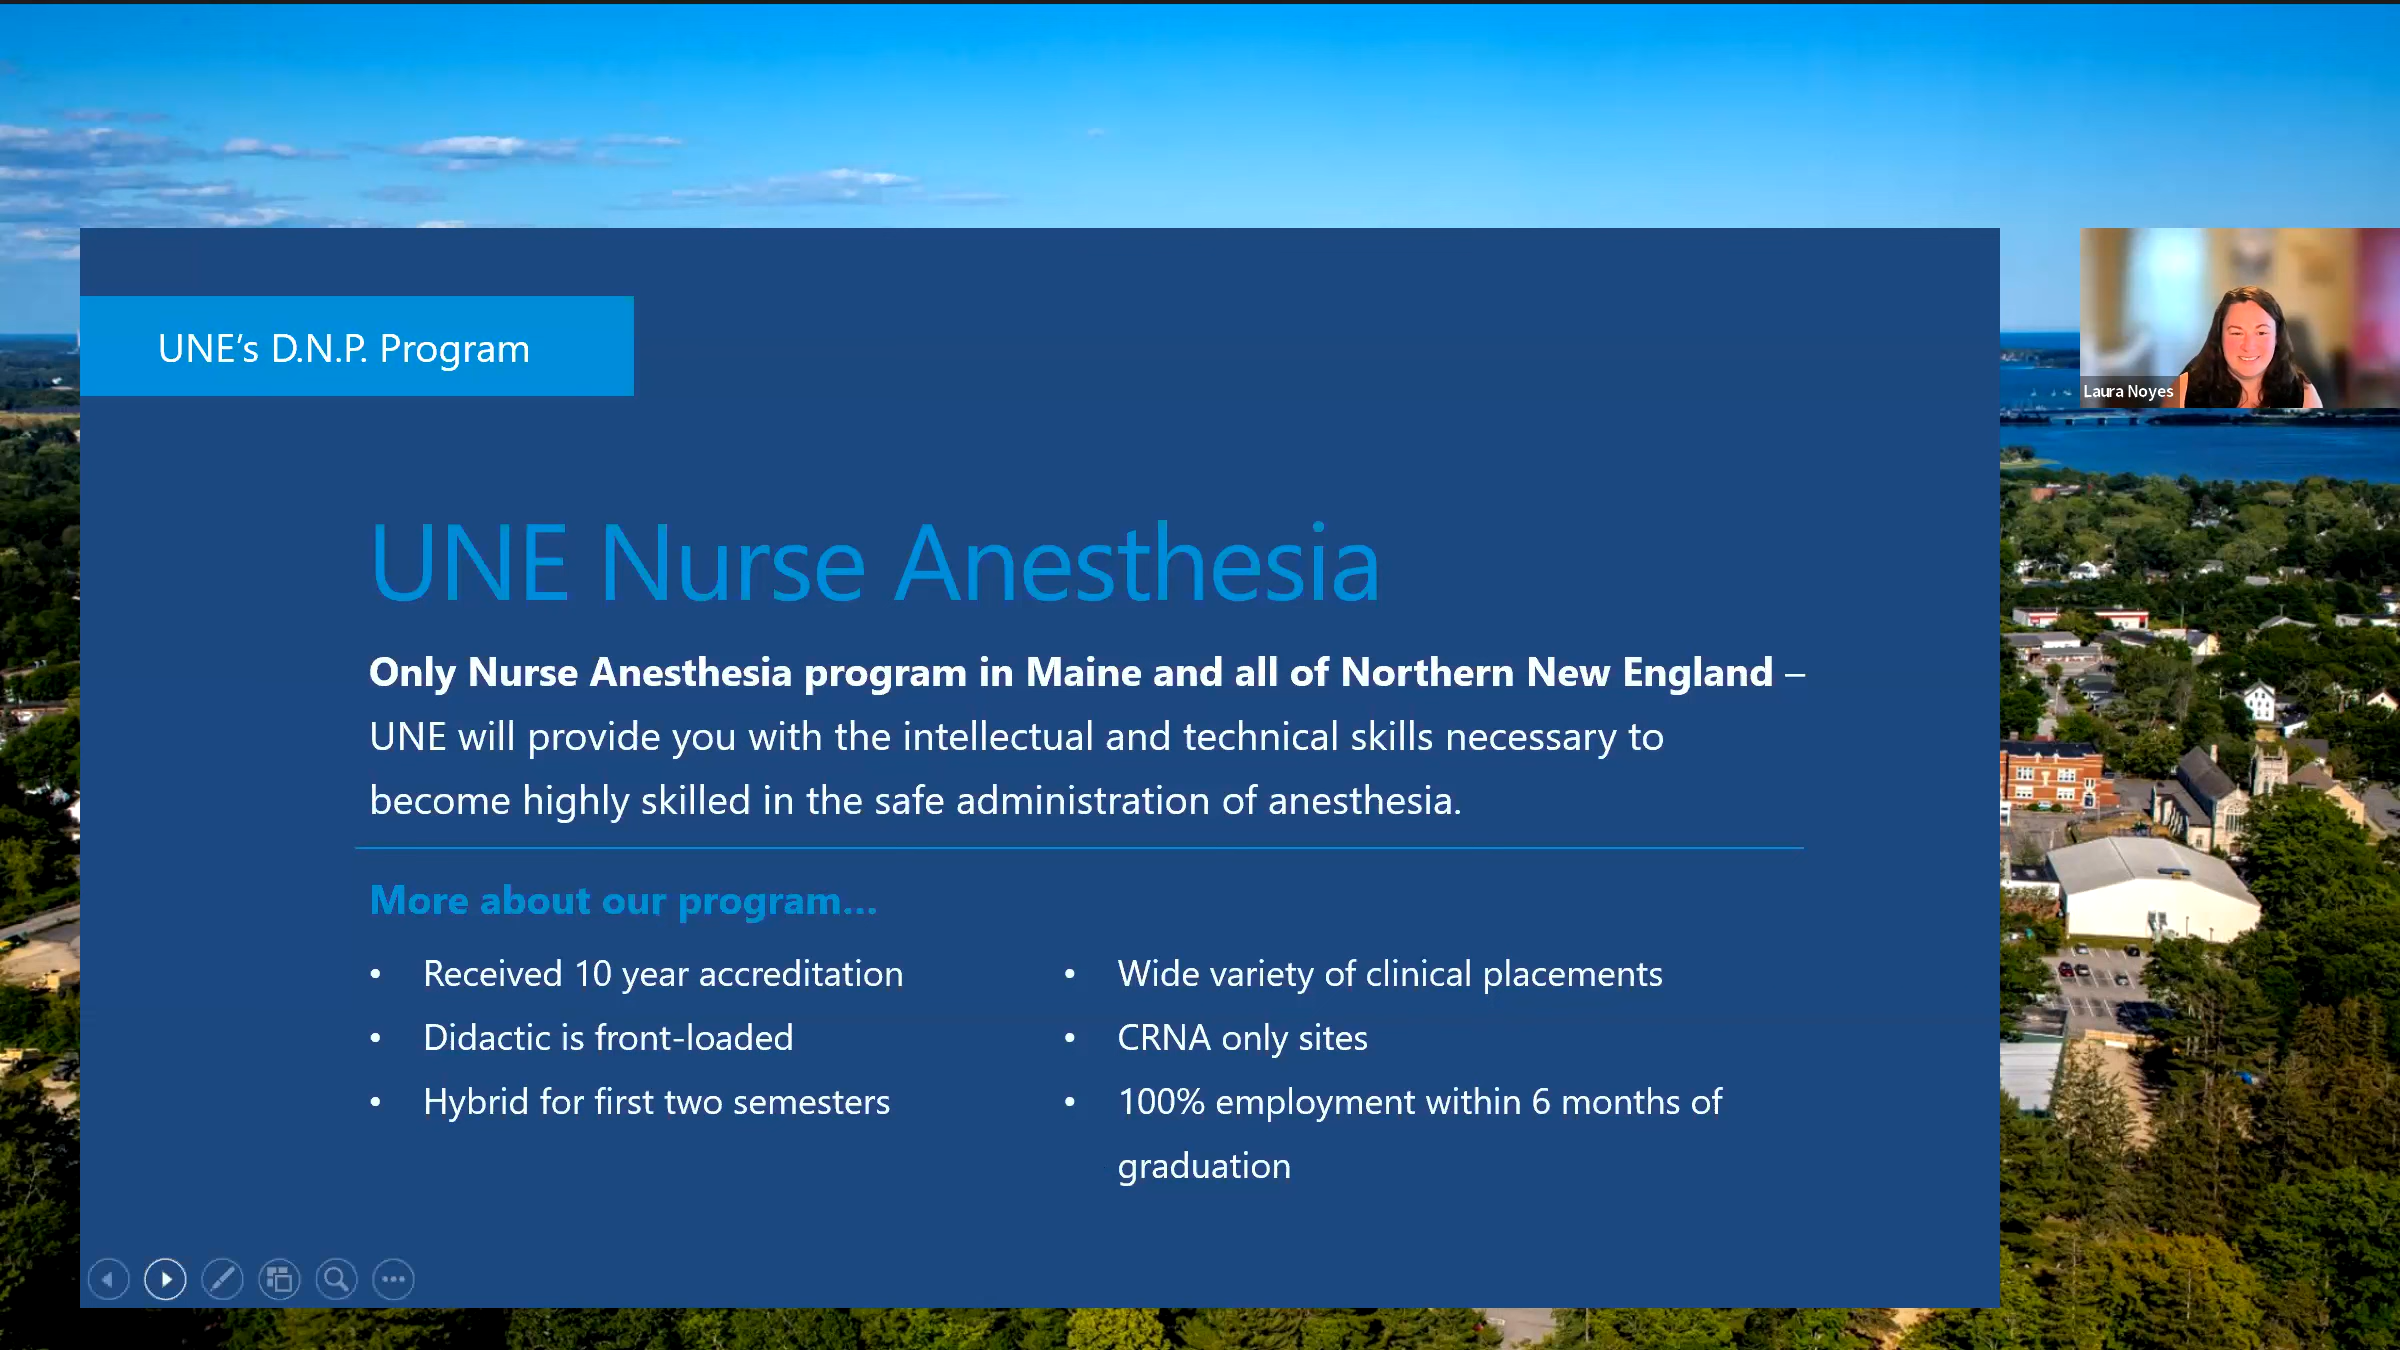 UNE’s D.N.P. Program
Laura Noyes
UNE Nurse Anesthesia
Only Nurse Anesthesia program in Maine and all of Northern New England –
UNE will provide you with the intellectual and technical skills necessary to
become highly skilled in the safe administration of anesthesia.
More about our program...
• Received 10 year accreditation
• Didactic is front-loaded
• Hybrid for first two semesters
• Wide variety of clinical placements
• CRNA only sites
• 100% employment within 6 months of
graduation